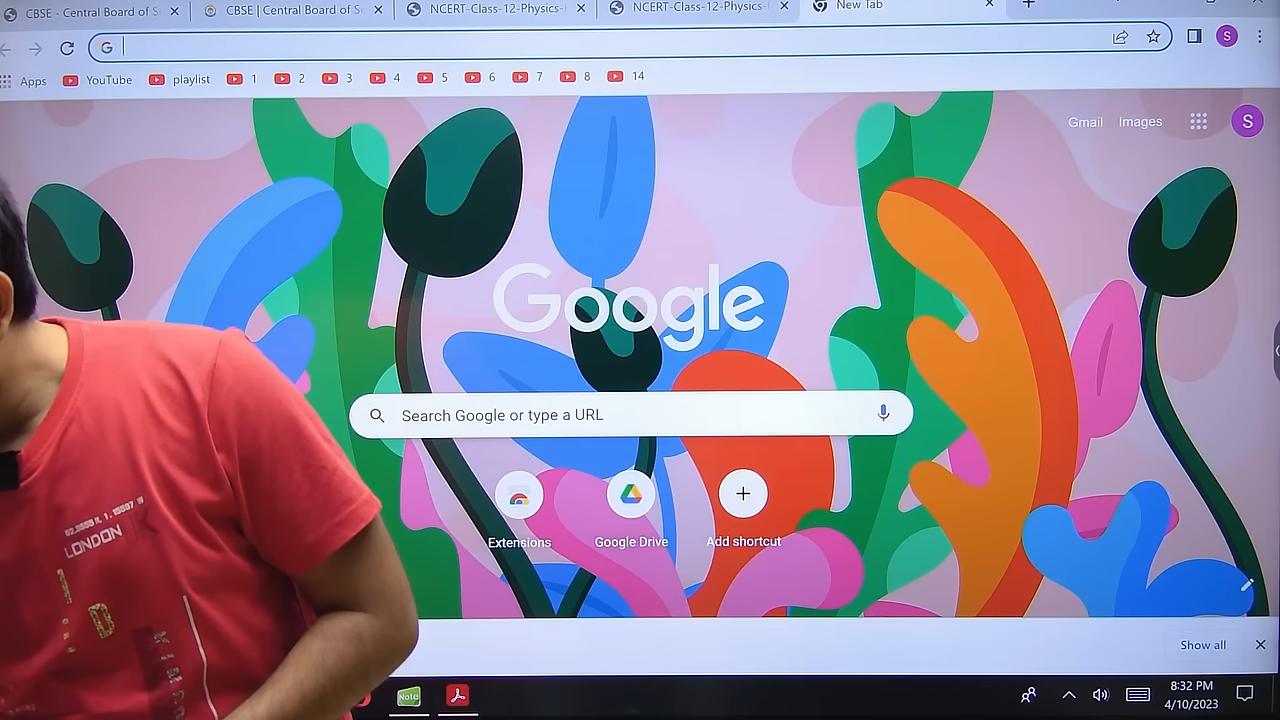 CBSE - Central Board of S
CBSE | Central Board of S
NCERT-Class-12-Physics-
NCERT-Class-12-Physics-
New Tab
S
Apps
YouTube
playlist
1
2
3
4
5
6
7
8
14
Gmail
Images
S
Google
Search Google or type a URL
Extensions
Google Drive
Add shortcut
LONDON
Show all
Note
8:32 PM
4/10/2023